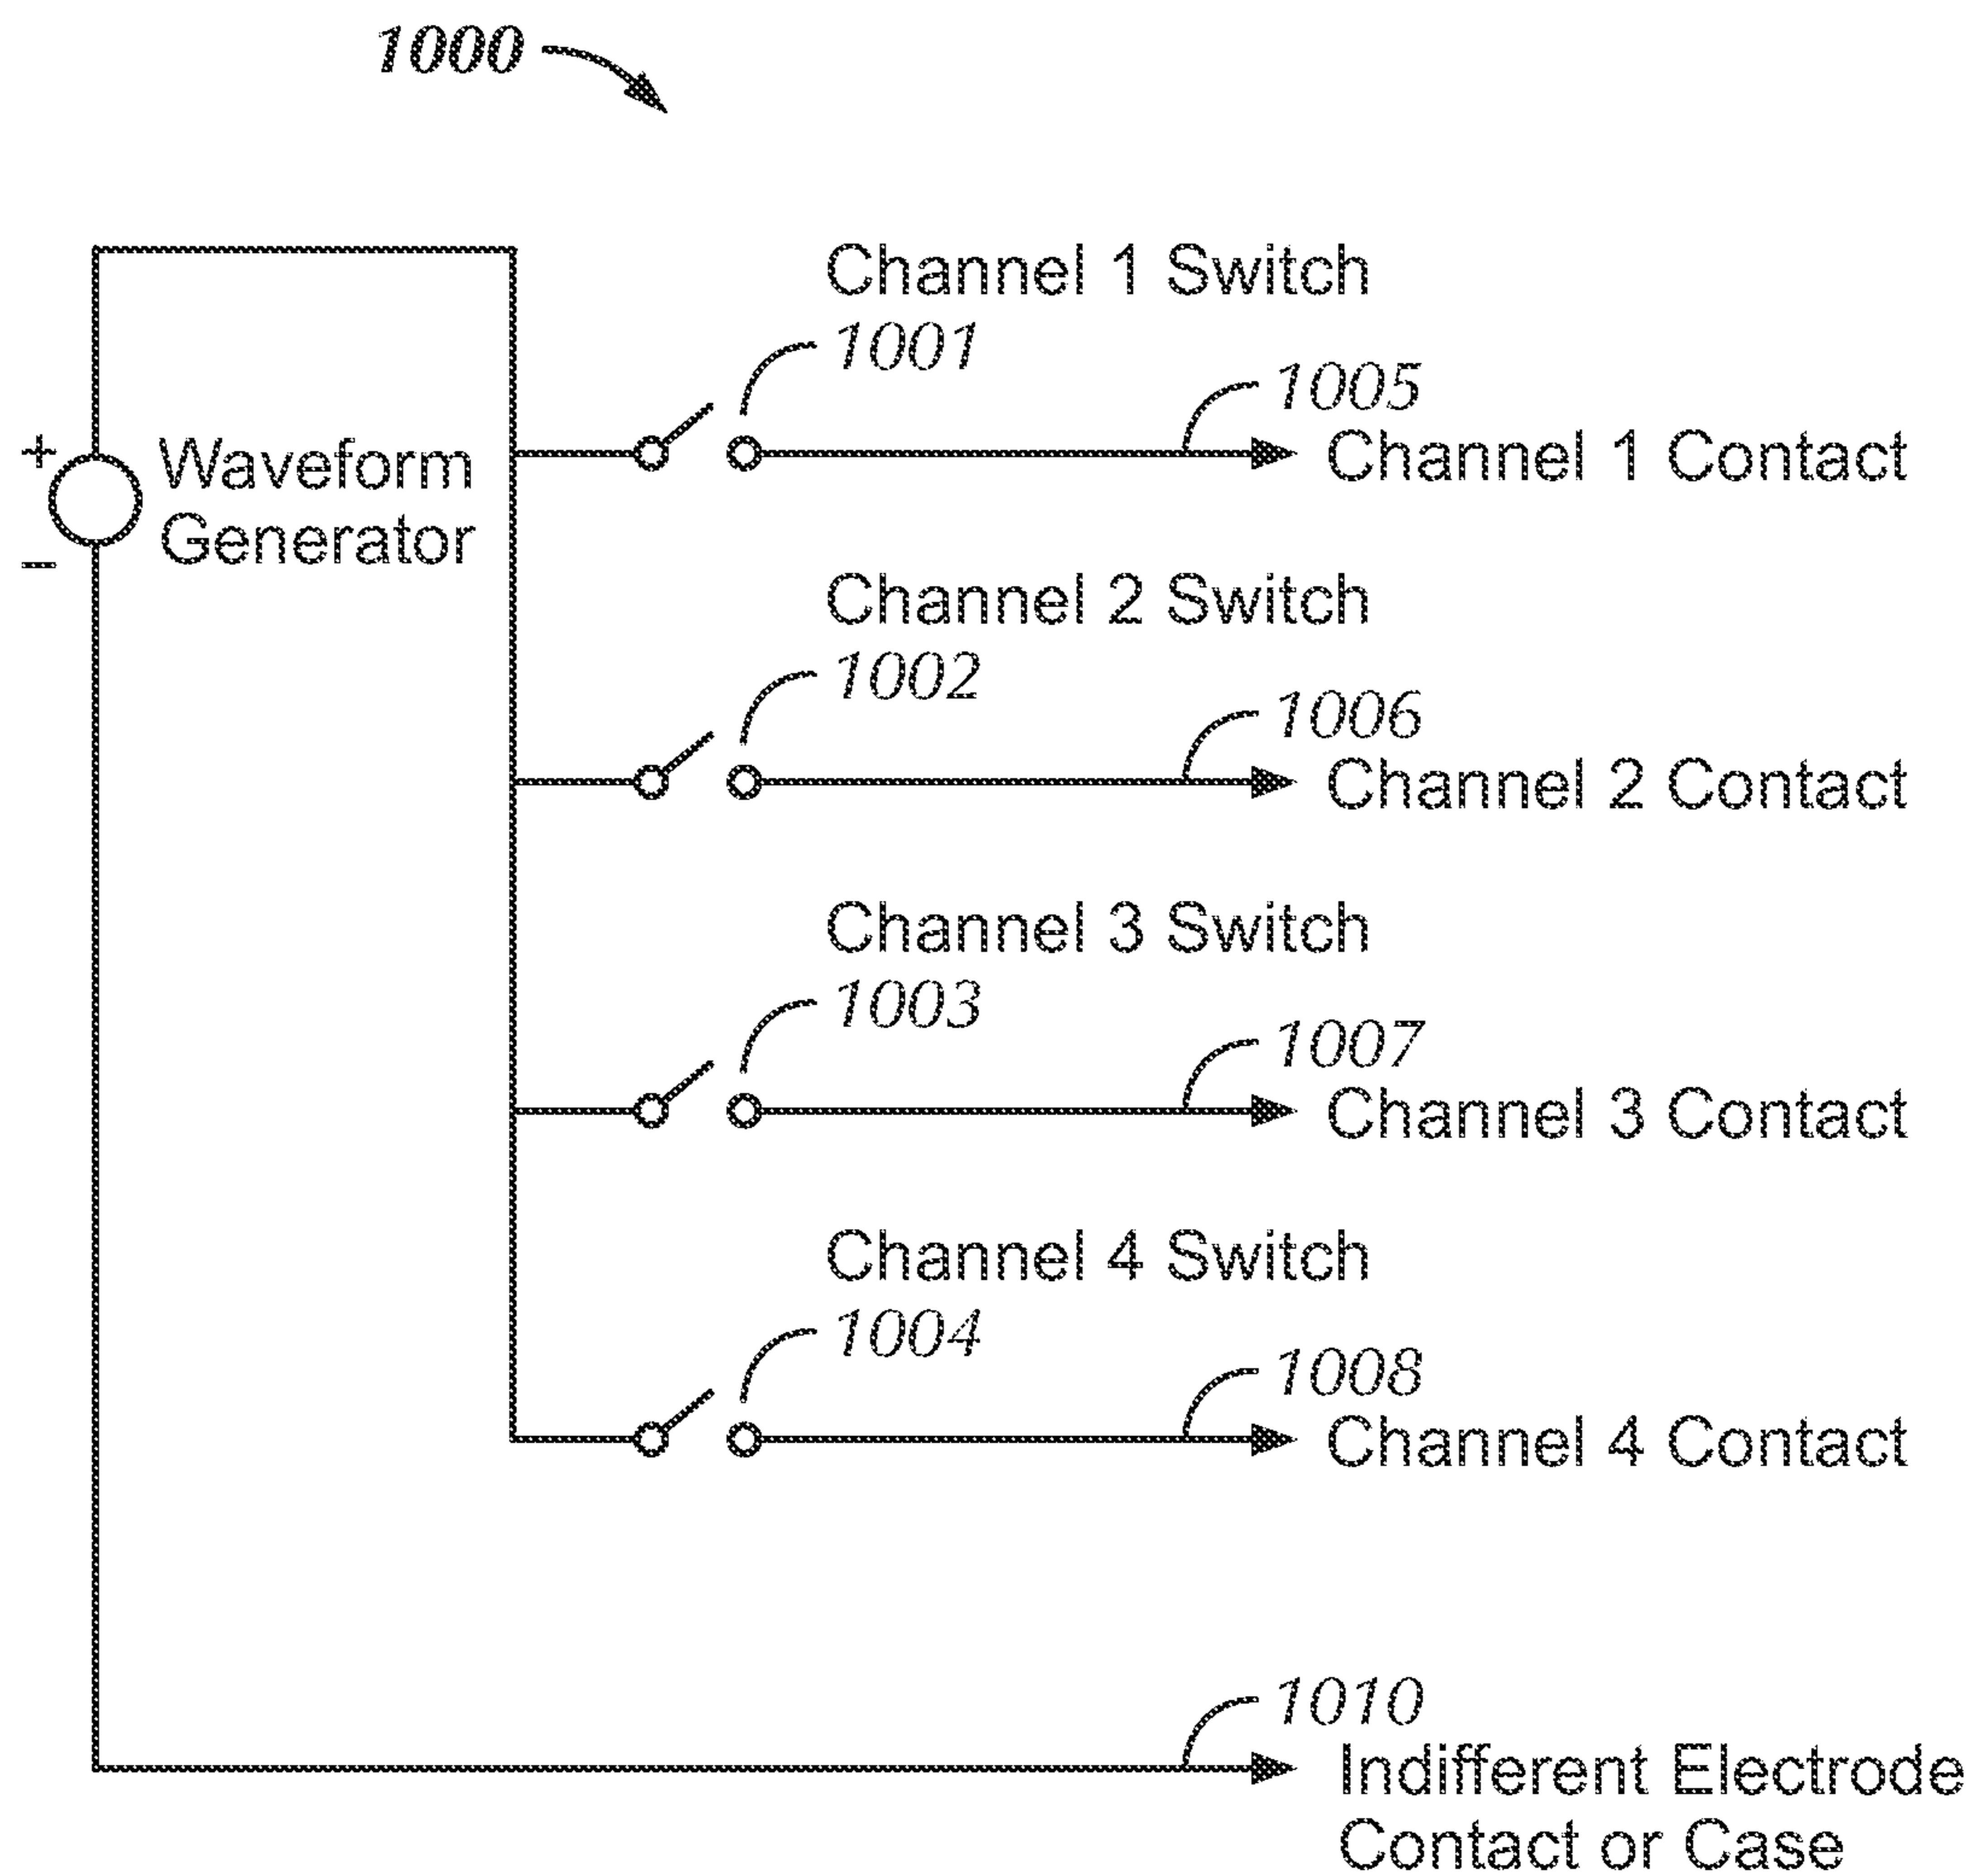 1000
Channel 1 Switch
1001
1005
+
Waveform
Channel 1 Contact
Generator
−
Channel 2 Switch
1002
1006
Channel 2 Contact
Channel 3 Switch
1003
1007
Channel 3 Contact
Channel 4 Switch
1004
1008
Channel 4 Contact
1010
Indifferent Electrode
Contact or Case